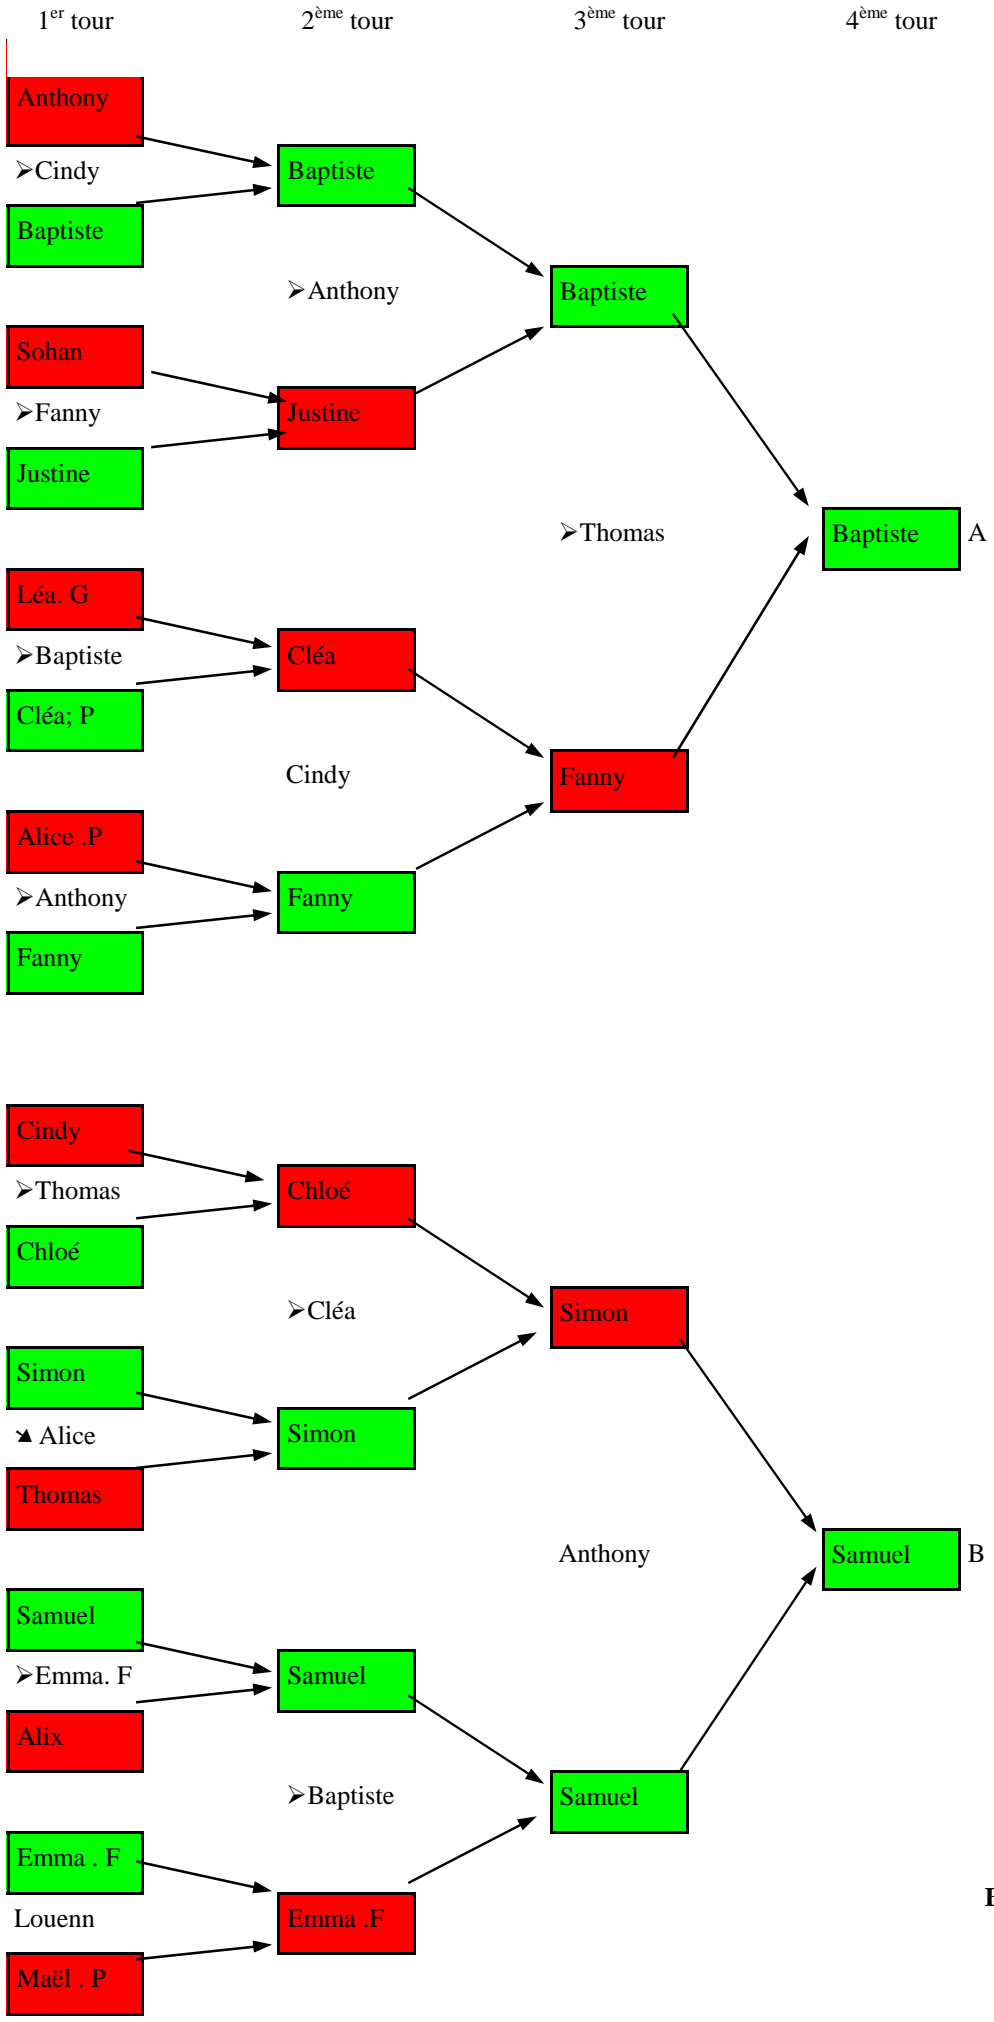 1er tour 2ème tour 3ème tour 4ème tour
Anthony
➢Cindy
Baptiste
Baptiste
➢Anthony
Baptiste
Sohan
➢Fanny
Justine
Justine
➢Thomas
Baptiste A
Léa. G
➢Baptiste
Cléa
Cléa; P
Cindy
Fanny
Alice .P
➢Anthony
Fanny
Fanny
Cindy
➢Thomas
Chloé
Chloé
➢Cléa
Simon
Simon
Alice
Simon
Thomas
Anthony
Samuel B
Samuel
➢Emma. F
Samuel
Alix
➢Baptiste
Samuel
Emma . F
Louenn
Emma .F
Maël . P